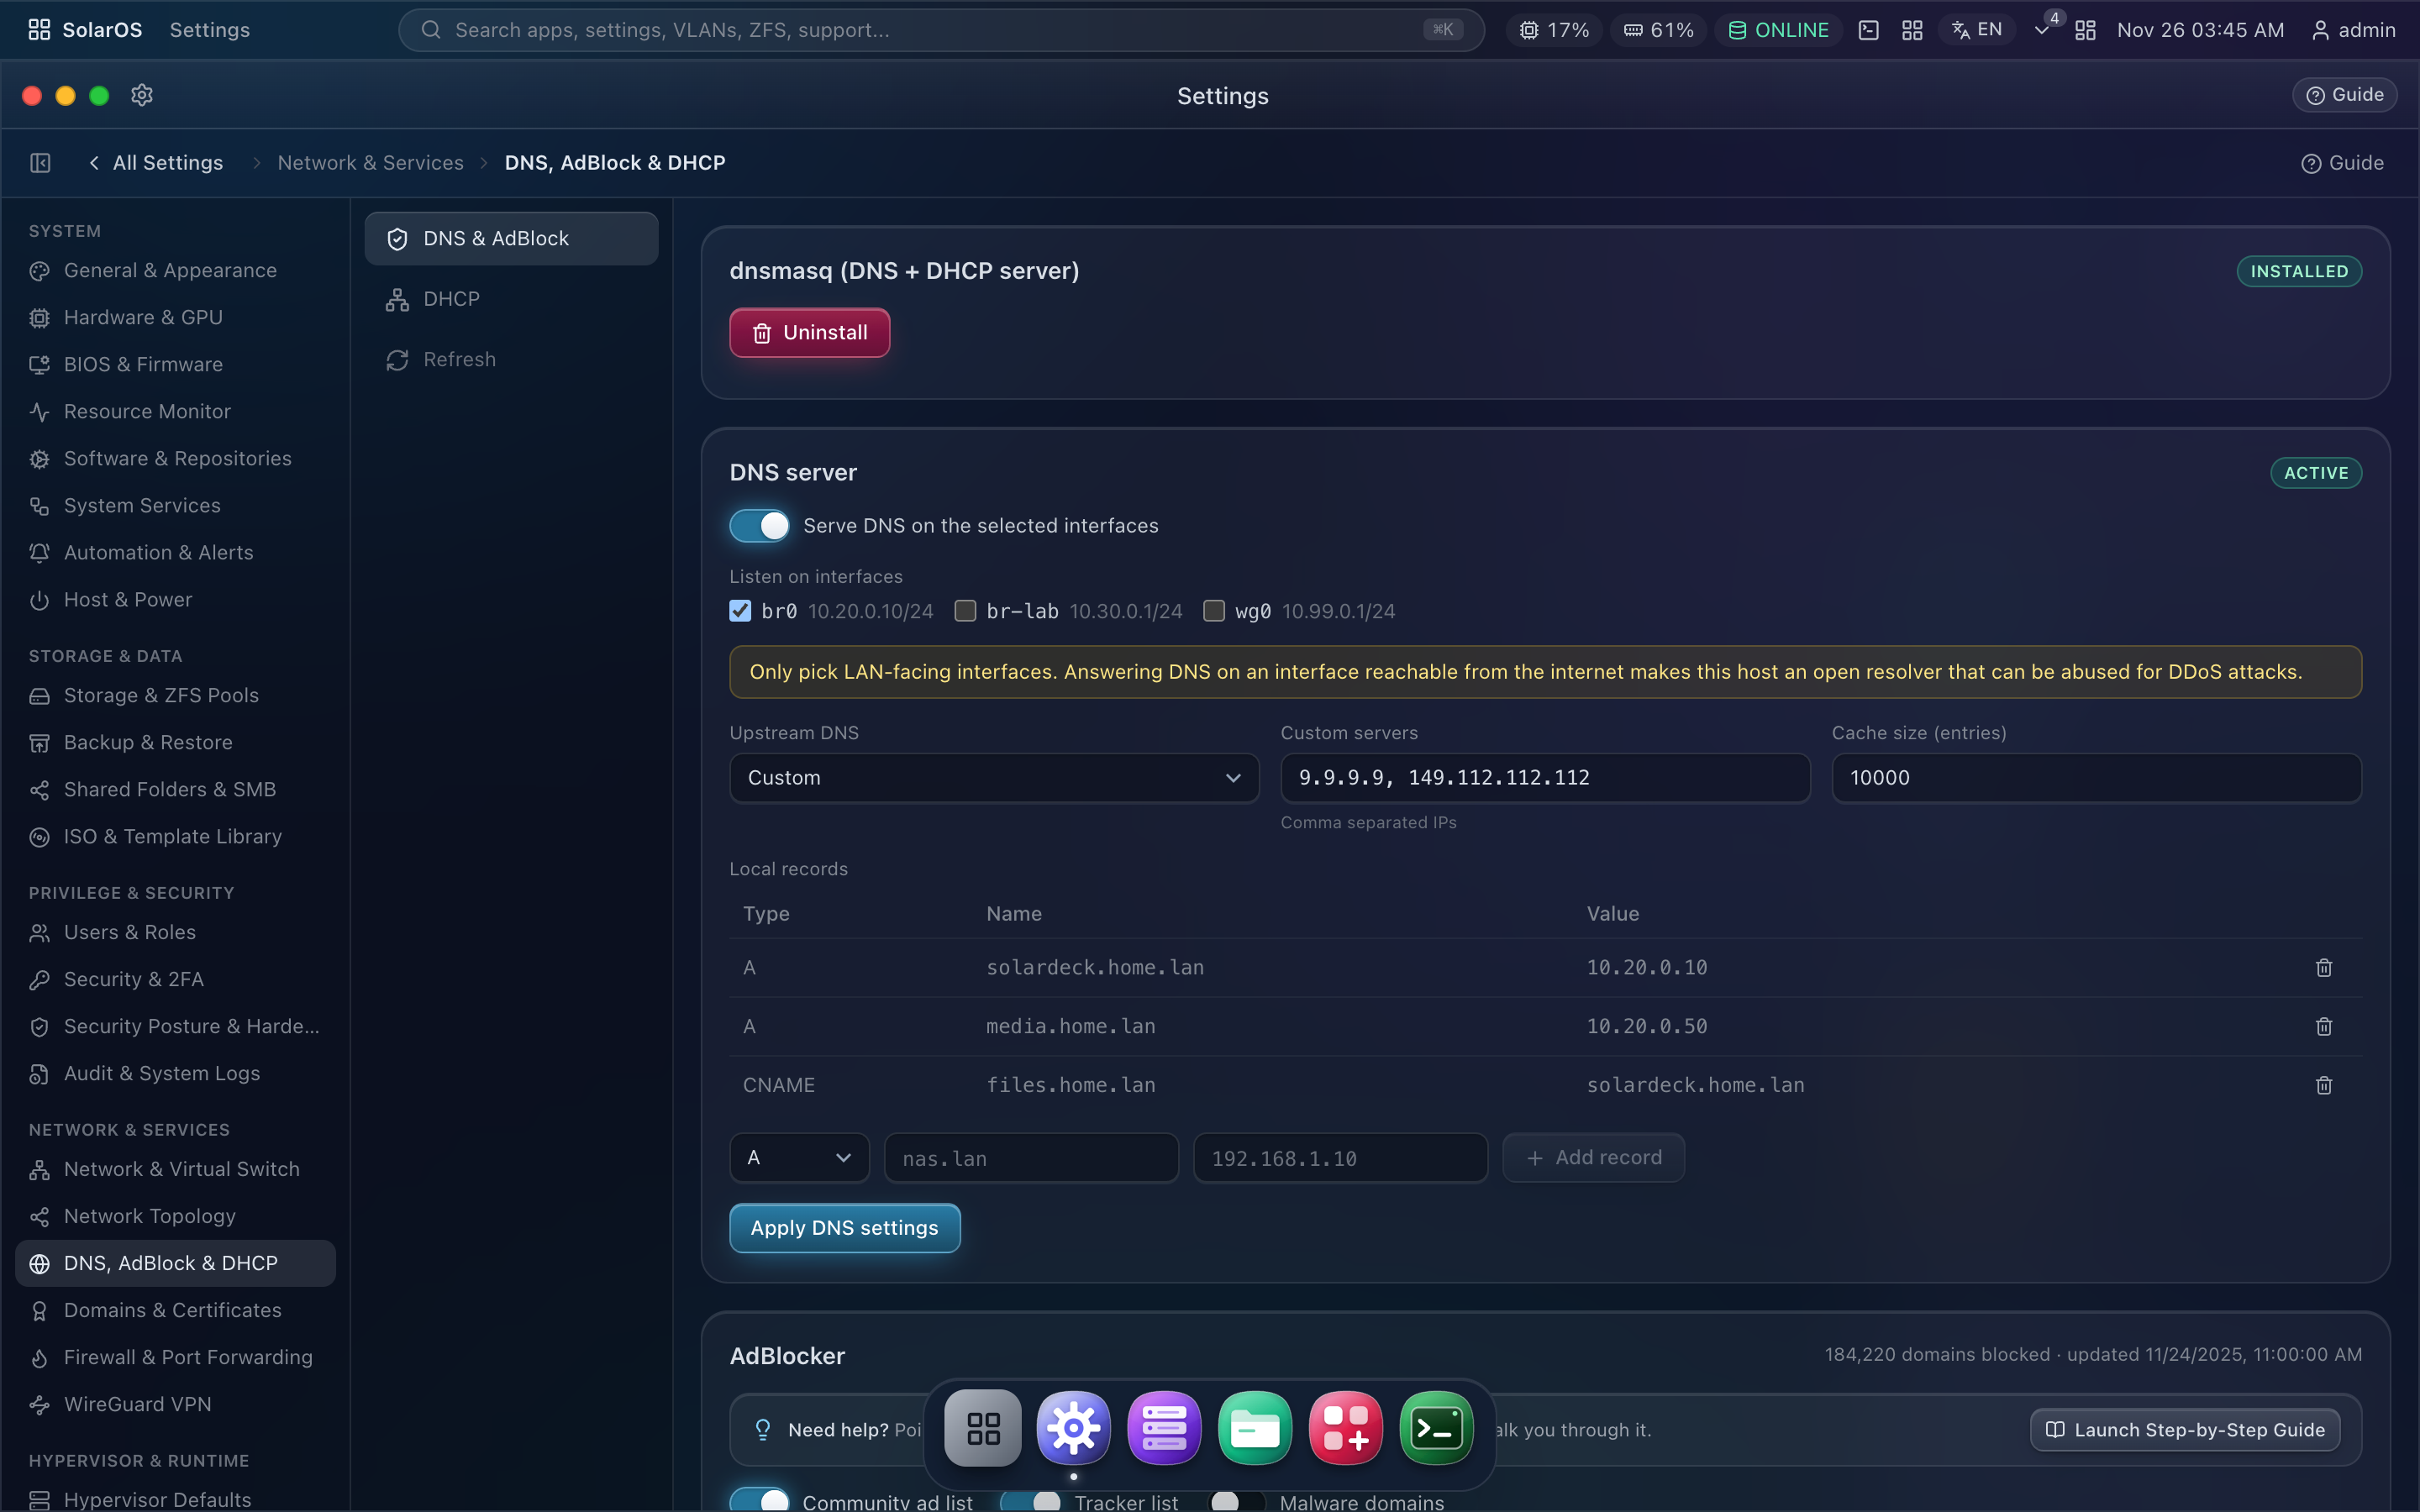 SolarOS Settings Search apps, settings, VLANs, ZFS, support... ⌘K 17% 61% ONLINE EN 4 Nov 26 03:45 AM admin
Settings Guide
All Settings Network & Services DNS, AdBlock & DHCP Guide
SYSTEM
General & Appearance
Hardware & GPU
BIOS & Firmware
Resource Monitor
Software & Repositories
System Services
Automation & Alerts
Host & Power
STORAGE & DATA
Storage & ZFS Pools
Backup & Restore
Shared Folders & SMB
ISO & Template Library
PRIVILEGE & SECURITY
Users & Roles
Security & 2FA
Security Posture & Harde...
Audit & System Logs
NETWORK & SERVICES
Network & Virtual Switch
Network Topology
DNS, AdBlock & DHCP
Domains & Certificates
Firewall & Port Forwarding
WireGuard VPN
HYPERVISOR & RUNTIME
Hypervisor Defaults
DNS & AdBlock
DHCP
Refresh
dnsmasq (DNS + DHCP server) INSTALLED
Uninstall
DNS server ACTIVE
Serve DNS on the selected interfaces
Listen on interfaces
br0 10.20.0.10/24 br-lab 10.30.0.1/24 wg0 10.99.0.1/24
Only pick LAN-facing interfaces. Answering DNS on an interface reachable from the internet makes this host an open resolver that can be abused for DDoS attacks.
Upstream DNS Custom servers Cache size (entries)
Custom 9.9.9.9, 149.112.112.112 10000
Comma separated IPs
Local records
Type Name Value
A solardeck.home.lan 10.20.0.10
A media.home.lan 10.20.0.50
CNAME files.home.lan solardeck.home.lan
A nas.lan 192.168.1.10 Add record
Apply DNS settings
AdBlocker 184,220 domains blocked · updated 11/24/2025, 11:00:00 AM
Need help? Poi alk you through it. Launch Step-by-Step Guide
Community ad list Tracker list Malware domains